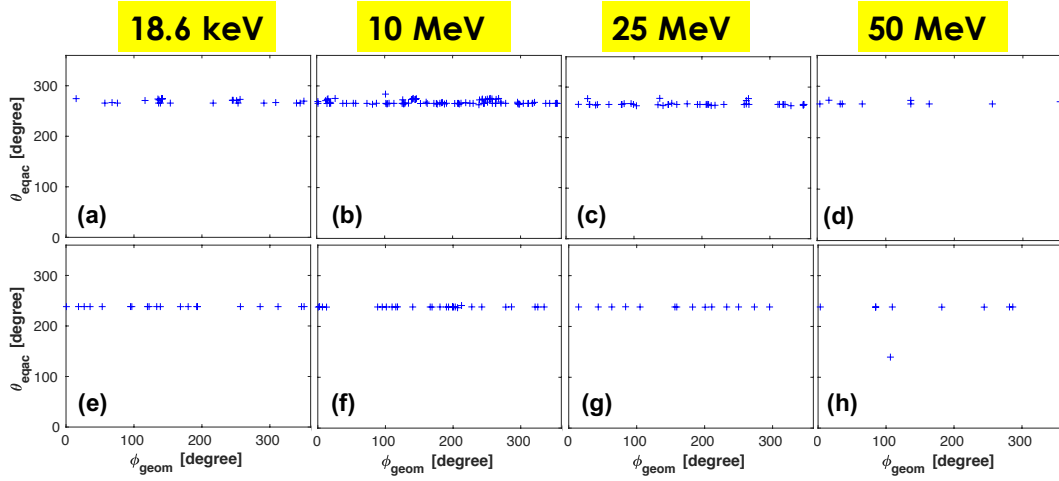 18.6 keV 10 MeV 25 MeV 50 MeV
θeqac [degree]
300
200
100
0
(a) (b) (c) (d)
θeqac [degree]
300
200
100
0
(e) (f) (g) (h)
0 100 200 300 0 100 200 300 0 100 200 300 0 100 200 300
ϕgeom [degree] ϕgeom [degree] ϕgeom [degree] ϕgeom [degree]